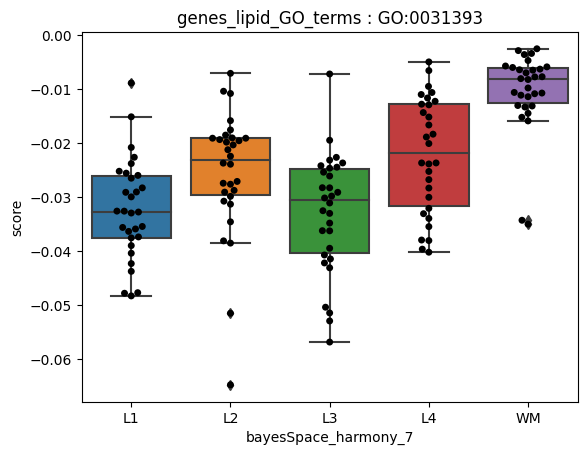 genes_lipid_GO_terms : GO:0031393
0.00
−0.01
−0.02
−0.03
−0.04
−0.05
−0.06
score
L1 L2 L3 L4 WM
bayesSpace_harmony_7